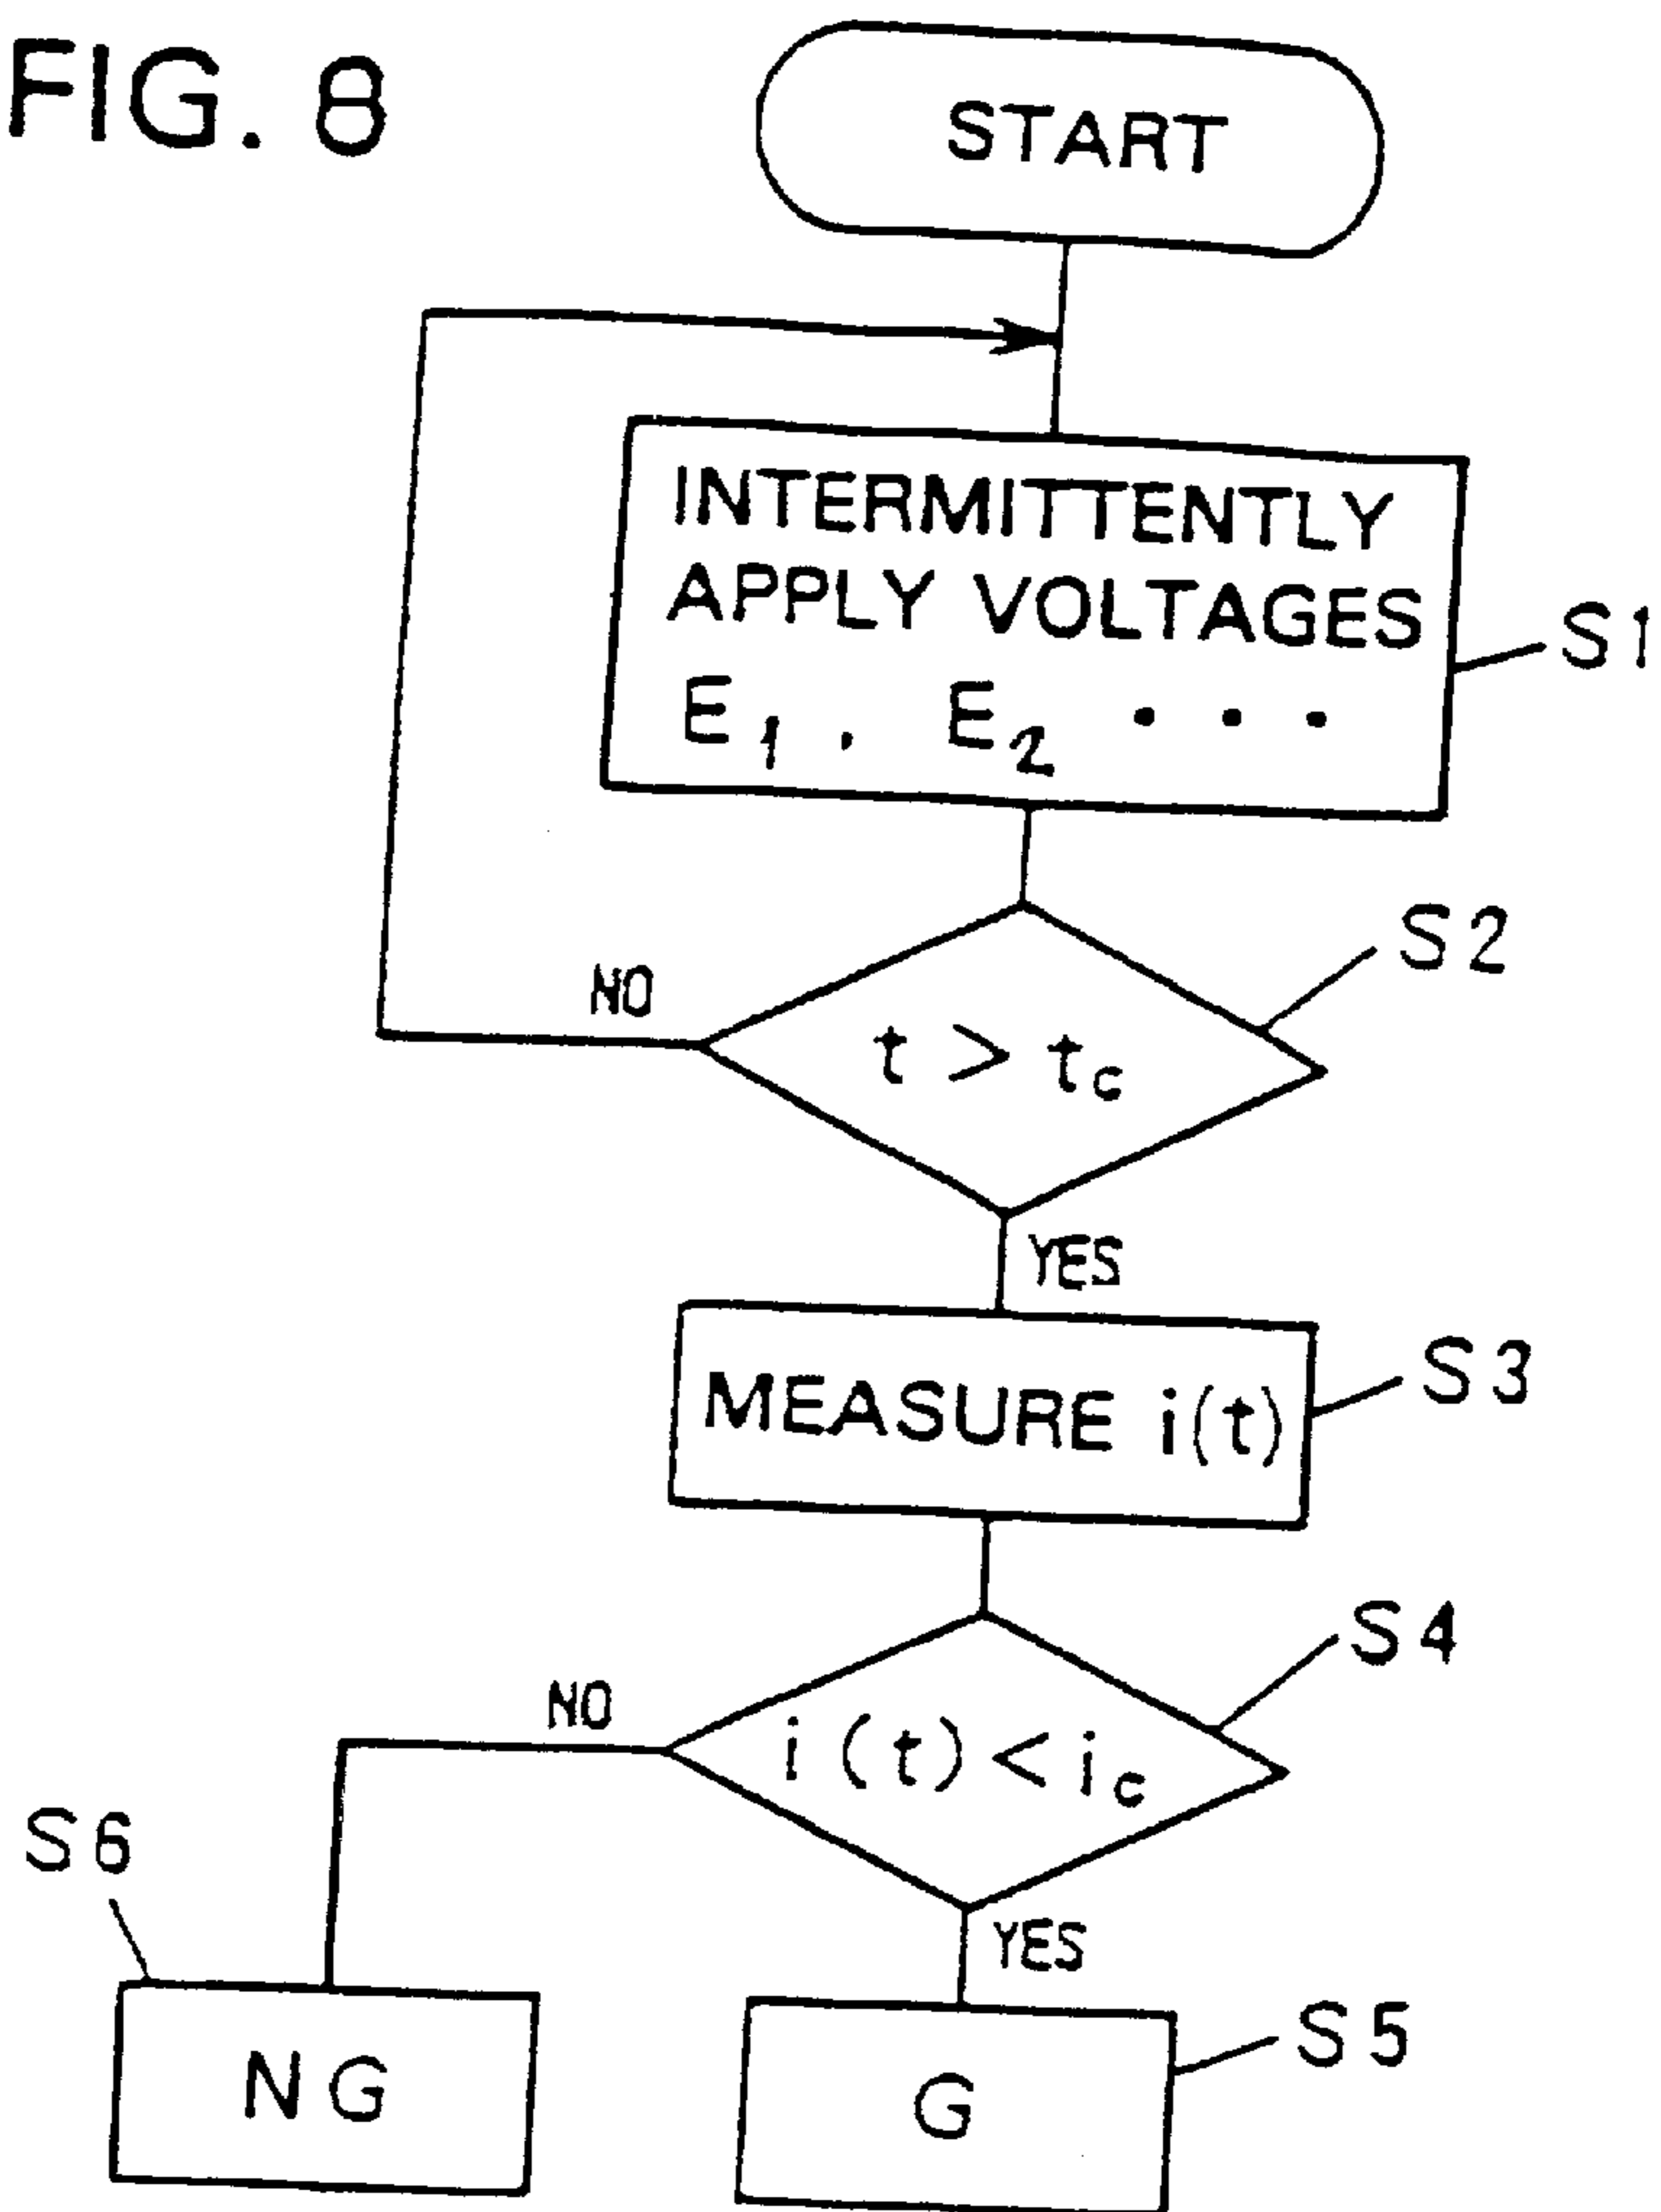 FIG. 8
START
INTERMITTENTLY
APPLY VOLTAGES
E1, E2 • • •
S1
S2
NO
t > tc
YES
MEASURE i(t)
S3
S4
NO
i (t) < ic
YES
S6
NG
G
S5